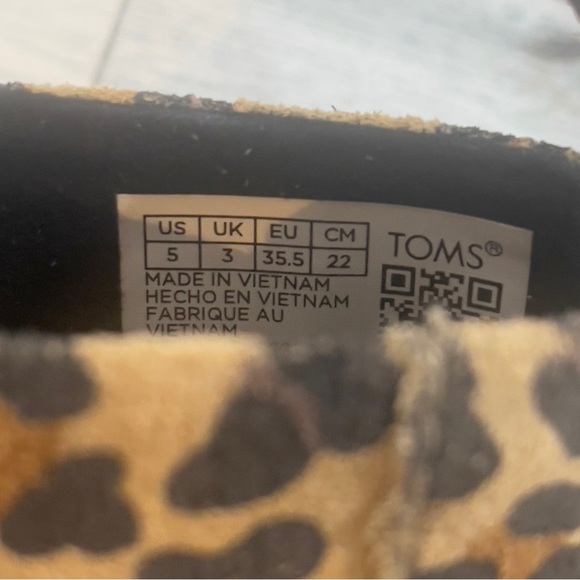 US UK EU CM
5 3 35.5 22
TOMS®
MADE IN VIETNAM
HECHO EN VIETNAM
FABRIQUE AU
VIETNAM